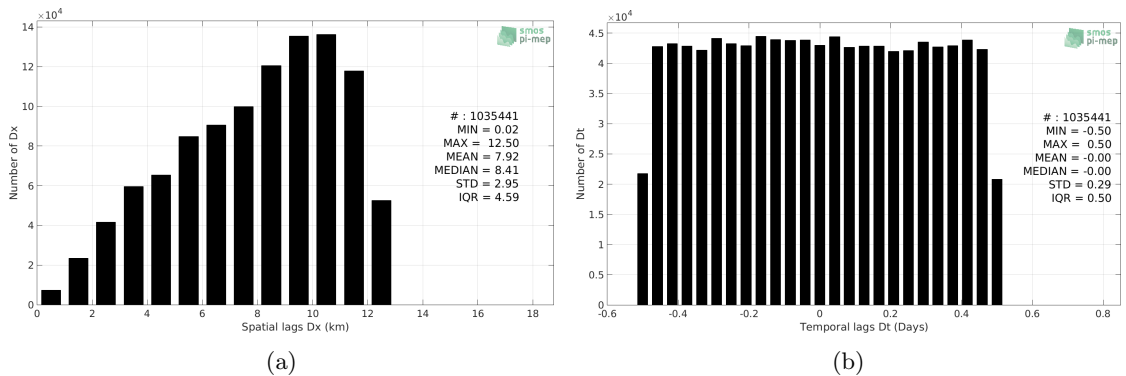 ×10⁴
14
12
10
8
6
4
2
0
Number of Dx
smos
pi-mep
# : 1035441
MIN = 0.02
MAX = 12.50
MEAN = 7.92
MEDIAN = 8.41
STD = 2.95
IQR = 4.59
0 2 4 6 8 10 12 14 16 18
Spatial lags Dx (km)
(a)
×10⁴
4.5
4
3.5
3
2.5
2
1.5
1
0.5
0
Number of Dt
smos
pi-mep
# : 1035441
MIN = -0.50
MAX = 0.50
MEAN = -0.00
MEDIAN = -0.00
STD = 0.29
IQR = 0.50
-0.6 -0.4 -0.2 0 0.2 0.4 0.6 0.8
Temporal lags Dt (Days)
(b)